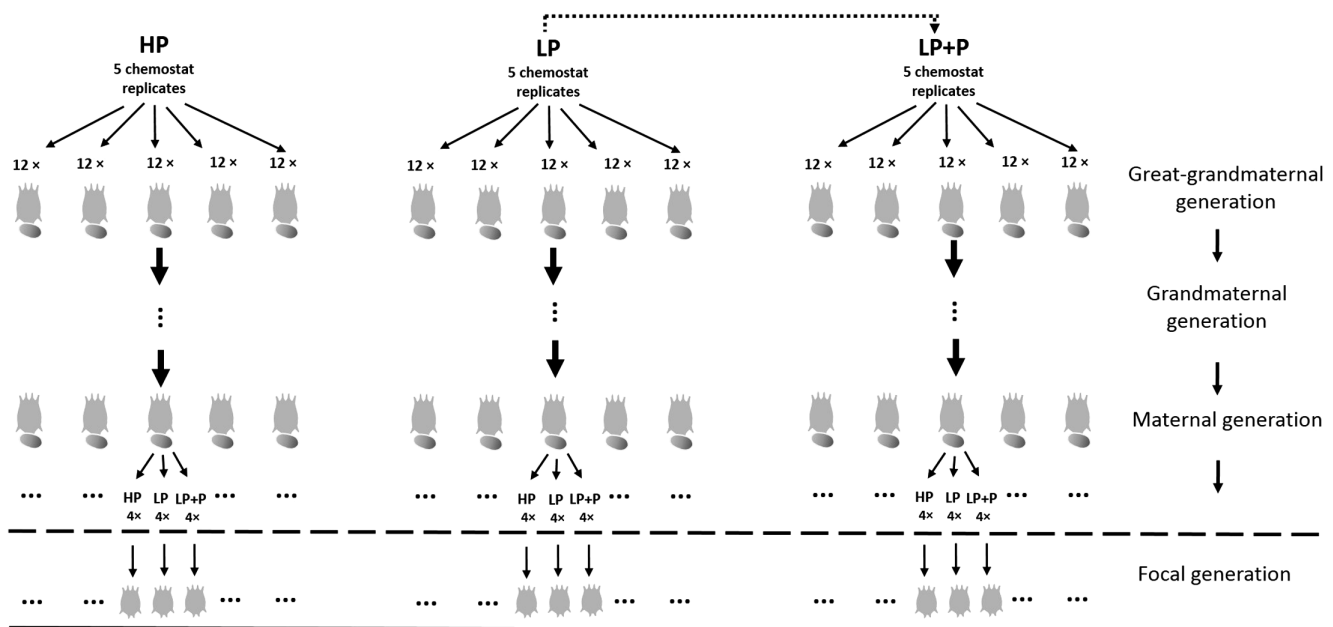 HP
5 chemostat
replicates
LP
5 chemostat
replicates
LP+P
5 chemostat
replicates
12 × 12 × 12 × 12 × 12 ×
12 × 12 × 12 × 12 × 12 ×
12 × 12 × 12 × 12 × 12 ×
Great-grandmaternal
generation
Grandmaternal
generation
Maternal generation
HP LP LP+P
4× 4× 4×
HP LP LP+P
4× 4× 4×
HP LP LP+P
4× 4× 4×
Focal generation